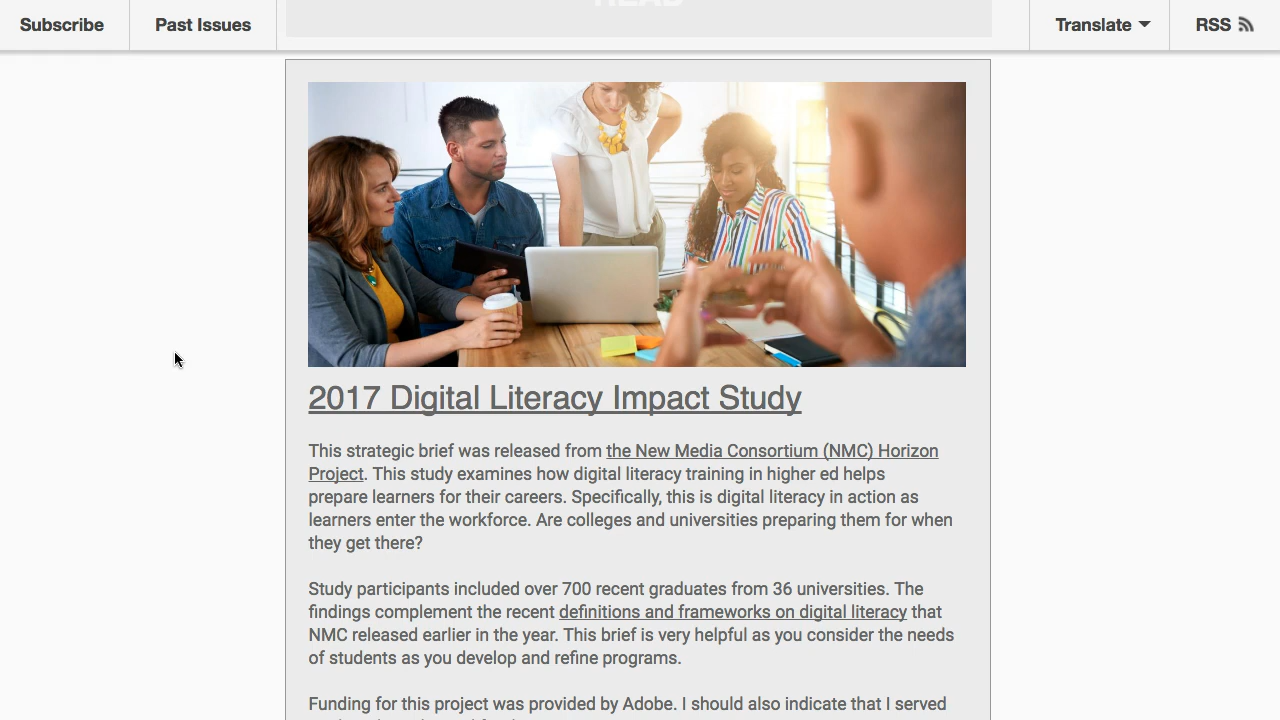 READ
Subscribe
Past Issues
Translate
RSS
2017 Digital Literacy Impact Study
This strategic brief was released from the New Media Consortium (NMC) Horizon
Project. This study examines how digital literacy training in higher ed helps
prepare learners for their careers. Specifically, this is digital literacy in action as
learners enter the workforce. Are colleges and universities preparing them for when
they get there?
Study participants included over 700 recent graduates from 36 universities. The
findings complement the recent definitions and frameworks on digital literacy that
NMC released earlier in the year. This brief is very helpful as you consider the needs
of students as you develop and refine programs.
Funding for this project was provided by Adobe. I should also indicate that I served